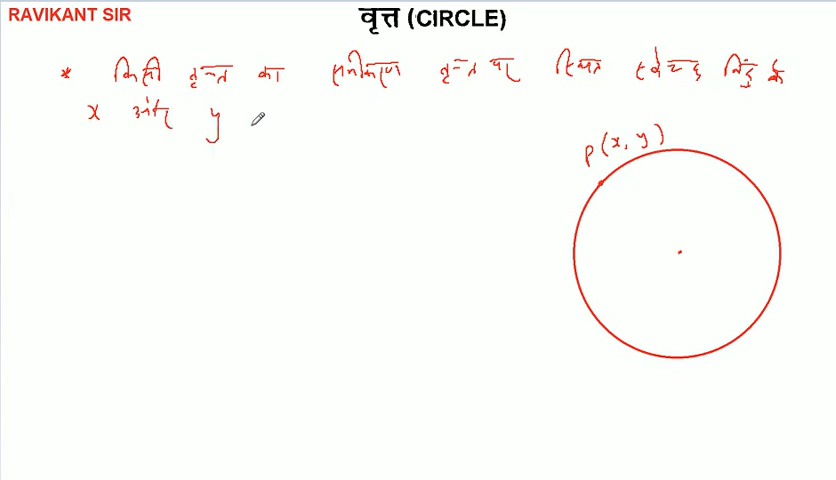 RAVIKANT SIR
वृत्त (CIRCLE)
* किसी वृत्त का समीकरण वृत्त पर स्थित स्वेच्छ बिंदु के
x और y
P(x, y)